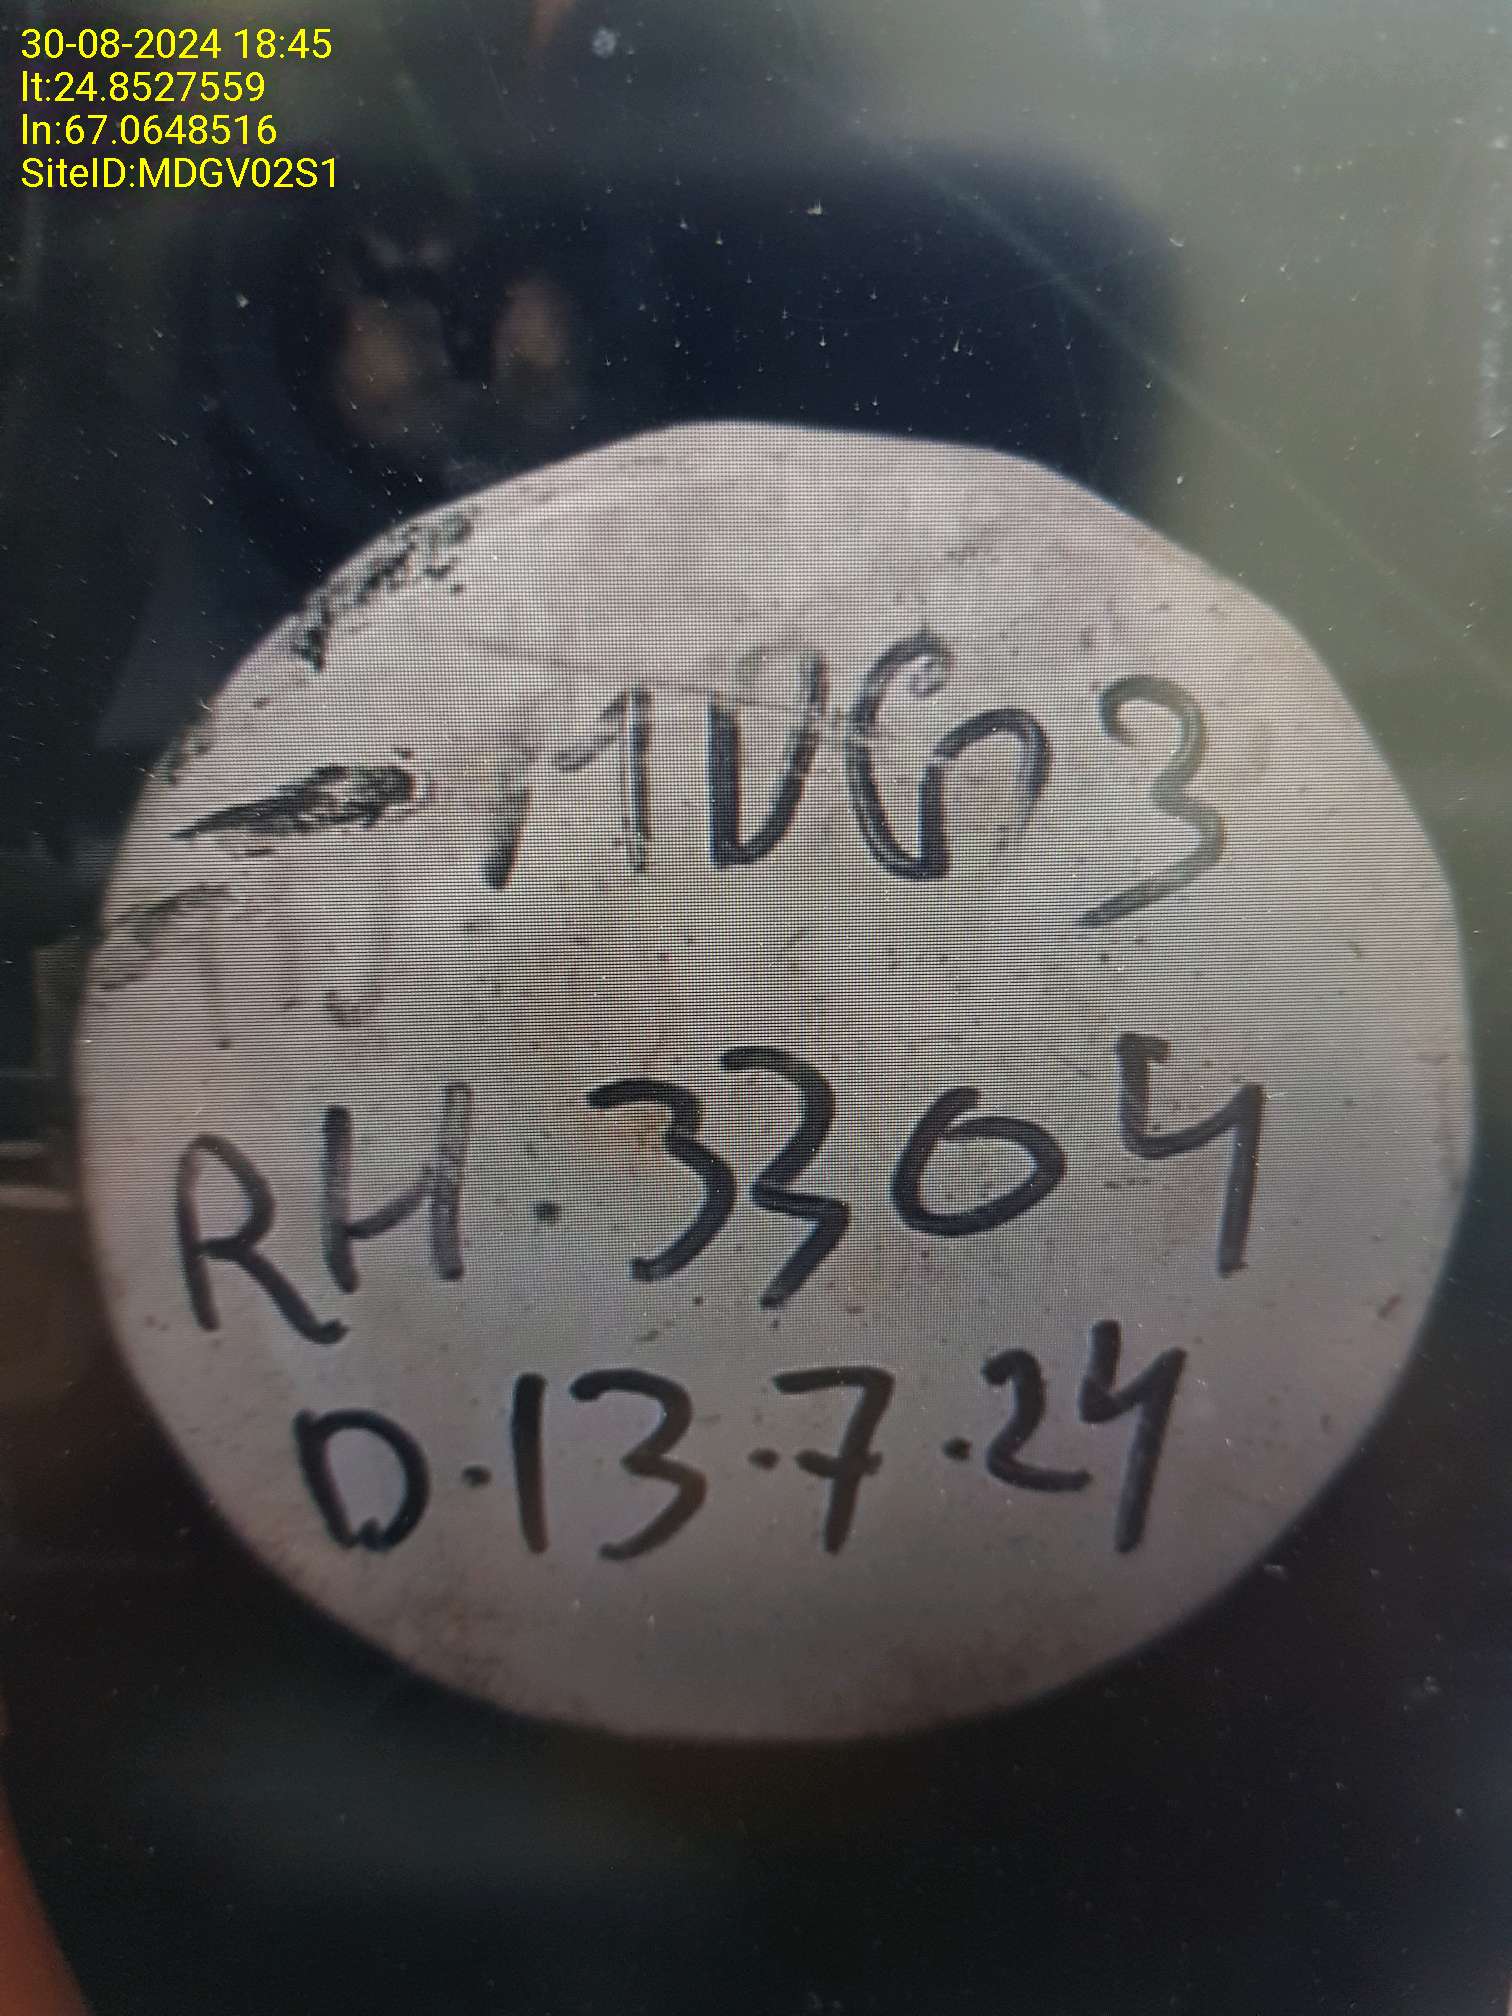 30-08-2024 18:45
lt:24.8527559
ln:67.0648516
SiteID:MDGV02S1
MDG3
RH.3304
D.13.7.24